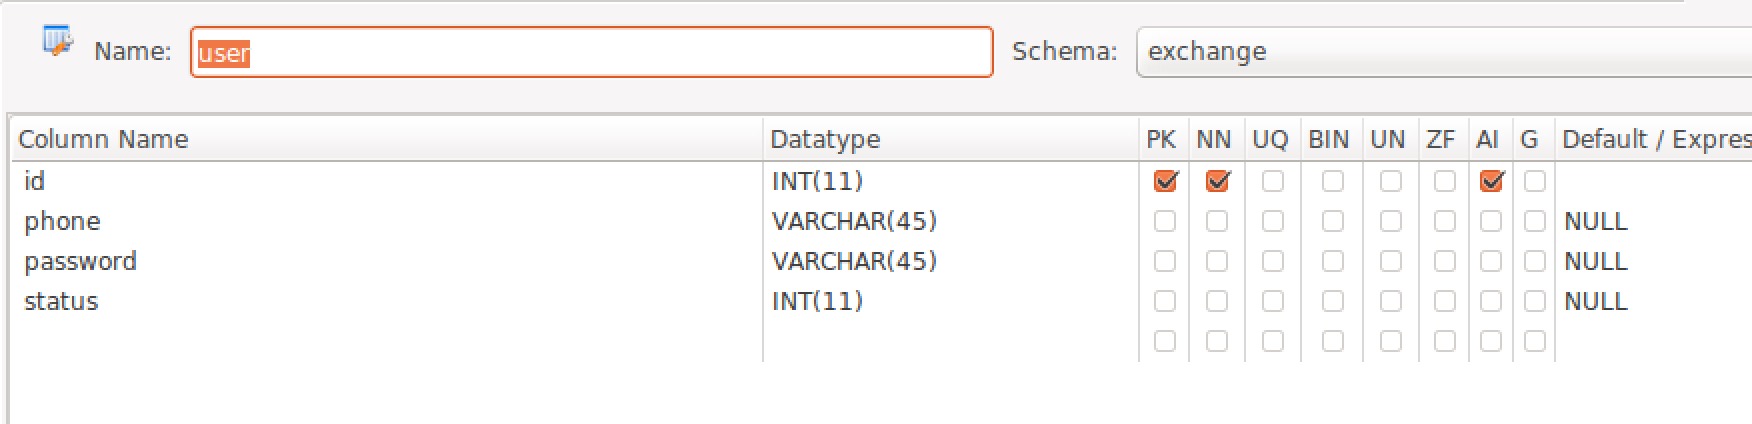 Name: user Schema: exchange
Column Name Datatype PK NN UQ BIN UN ZF AI G Default / Expres
id INT(11)
phone VARCHAR(45) NULL
password VARCHAR(45) NULL
status INT(11) NULL